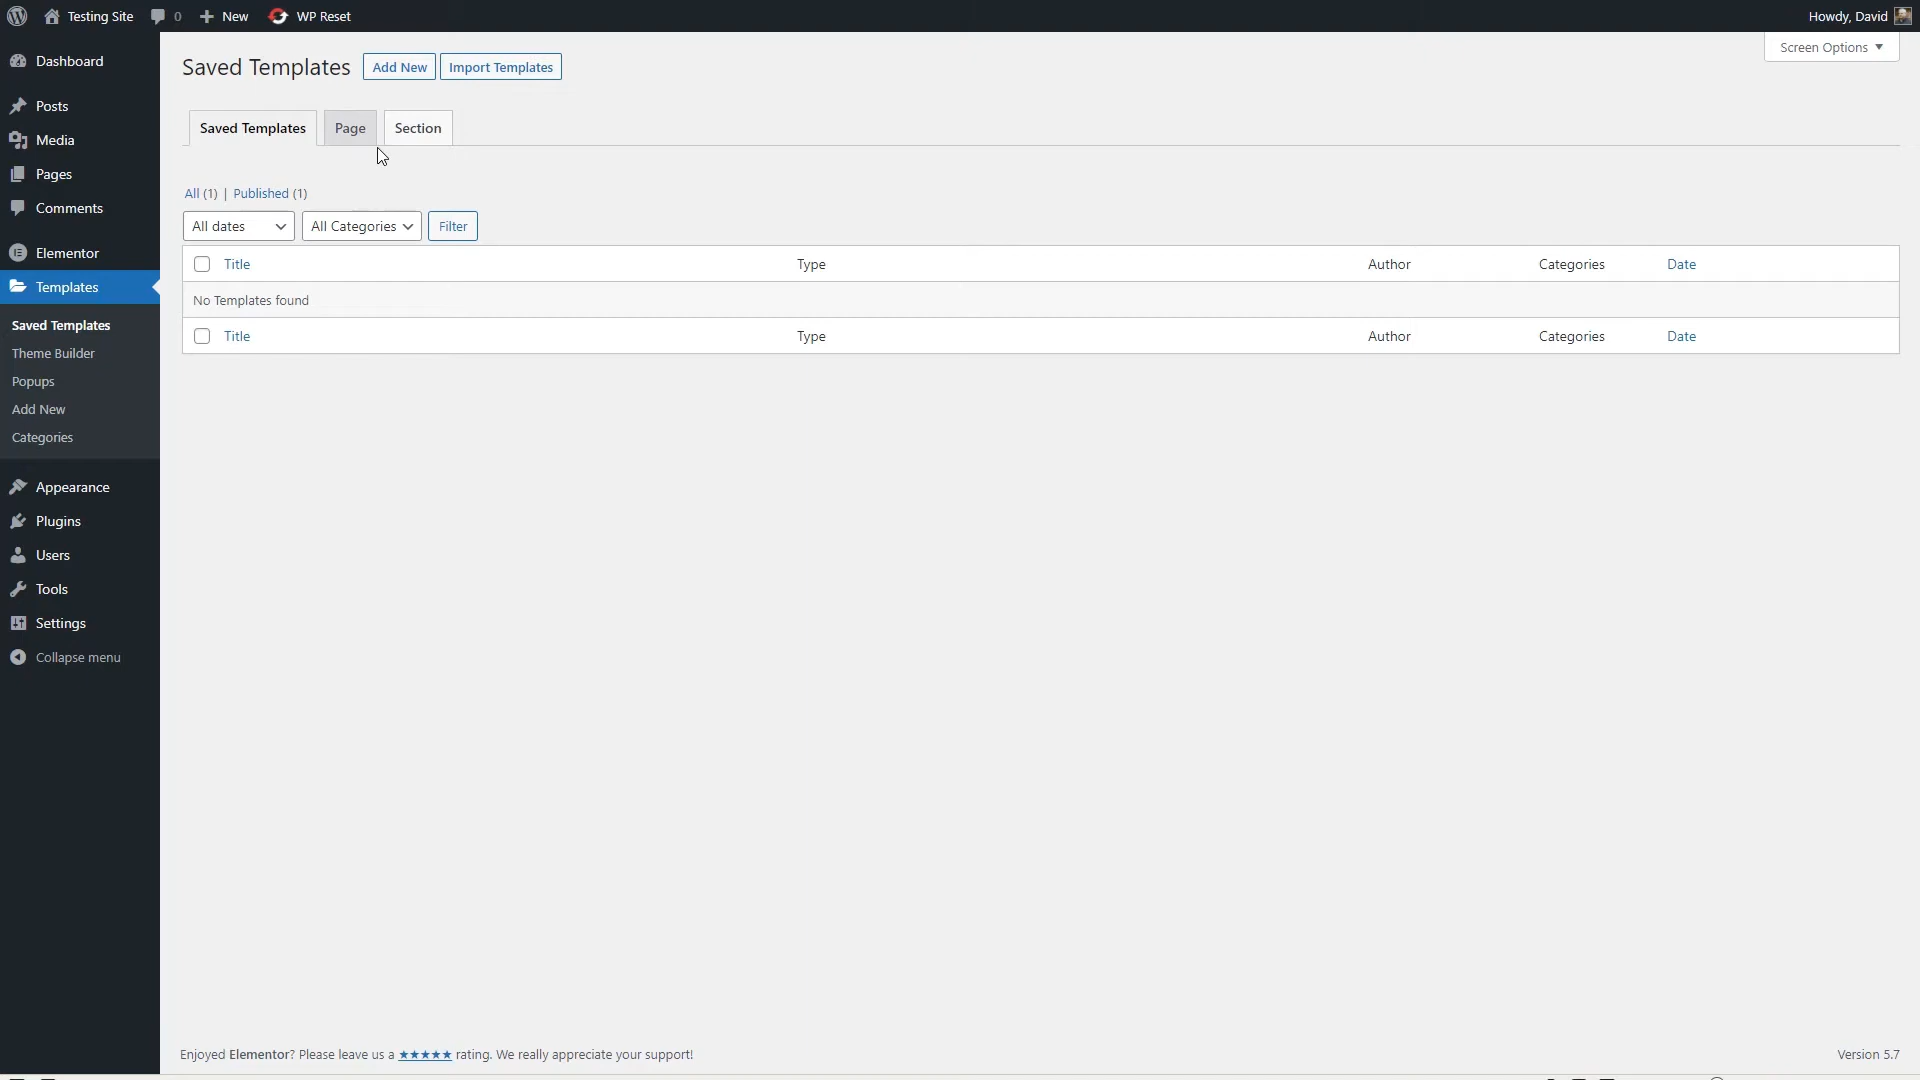 Testing Site 0 New WP Reset Howdy, David
Screen Options
Dashboard
Posts
Media
Pages
Comments
Elementor
Templates
Saved Templates
Theme Builder
Popups
Add New
Categories
Appearance
Plugins
Users
Tools
Settings
Collapse menu
Saved Templates Add New Import Templates
Saved Templates Page Section
All (1) | Published (1)
All dates All Categories Filter
Title Type Author Categories Date
No Templates found
Title Type Author Categories Date
Enjoyed Elementor? Please leave us a ★★★★★ rating. We really appreciate your support! Version 5.7